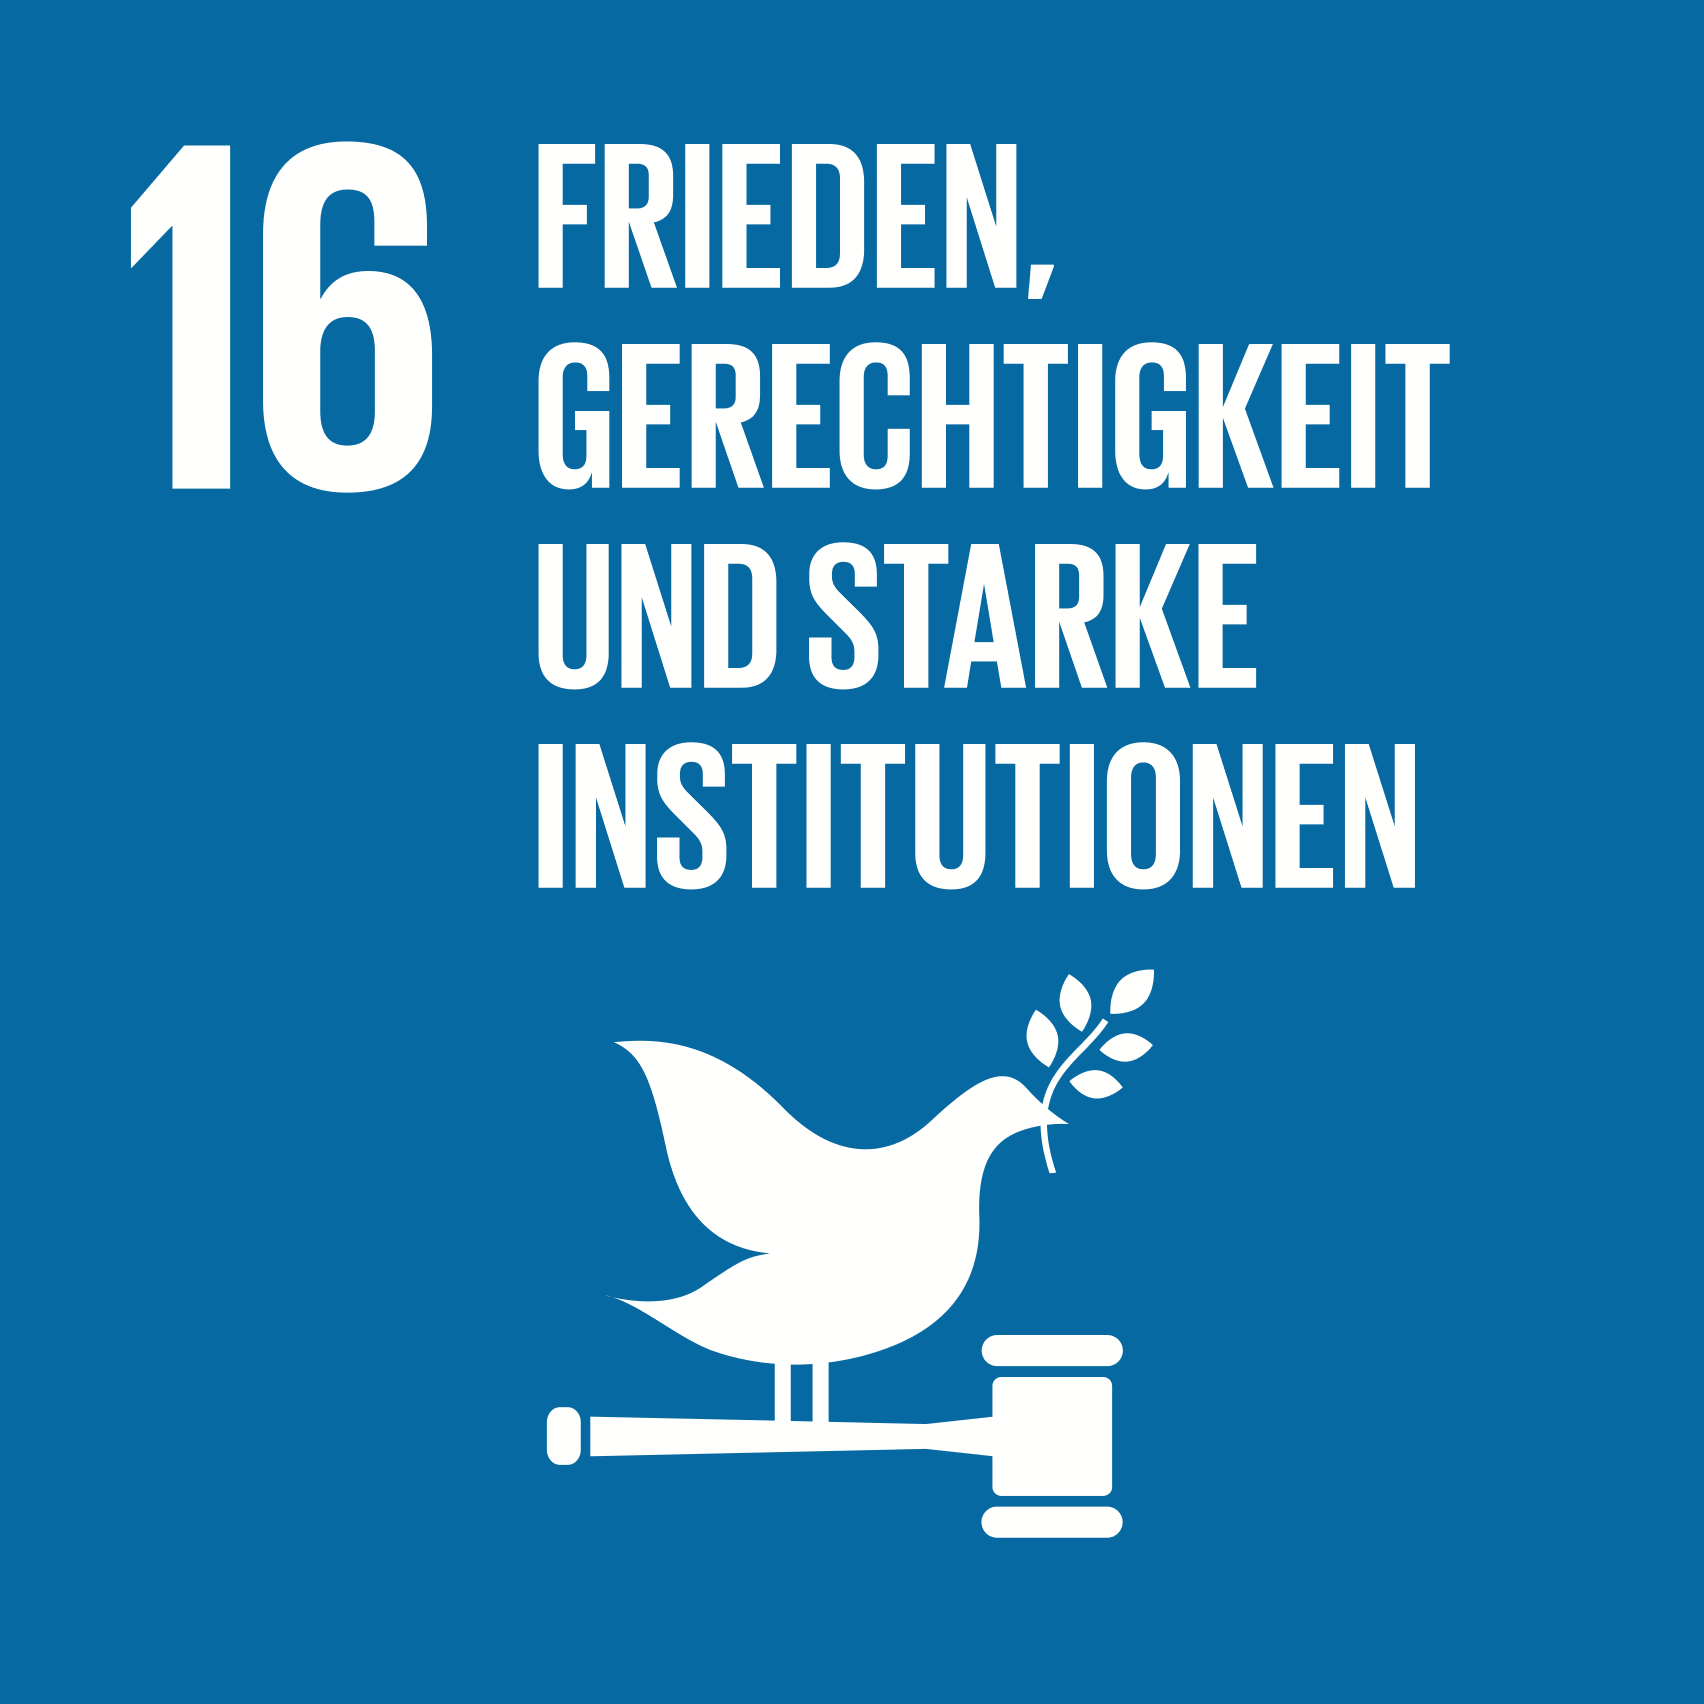 16
FRIEDEN,
GERECHTIGKEIT
UND STARKE
INSTITUTIONEN